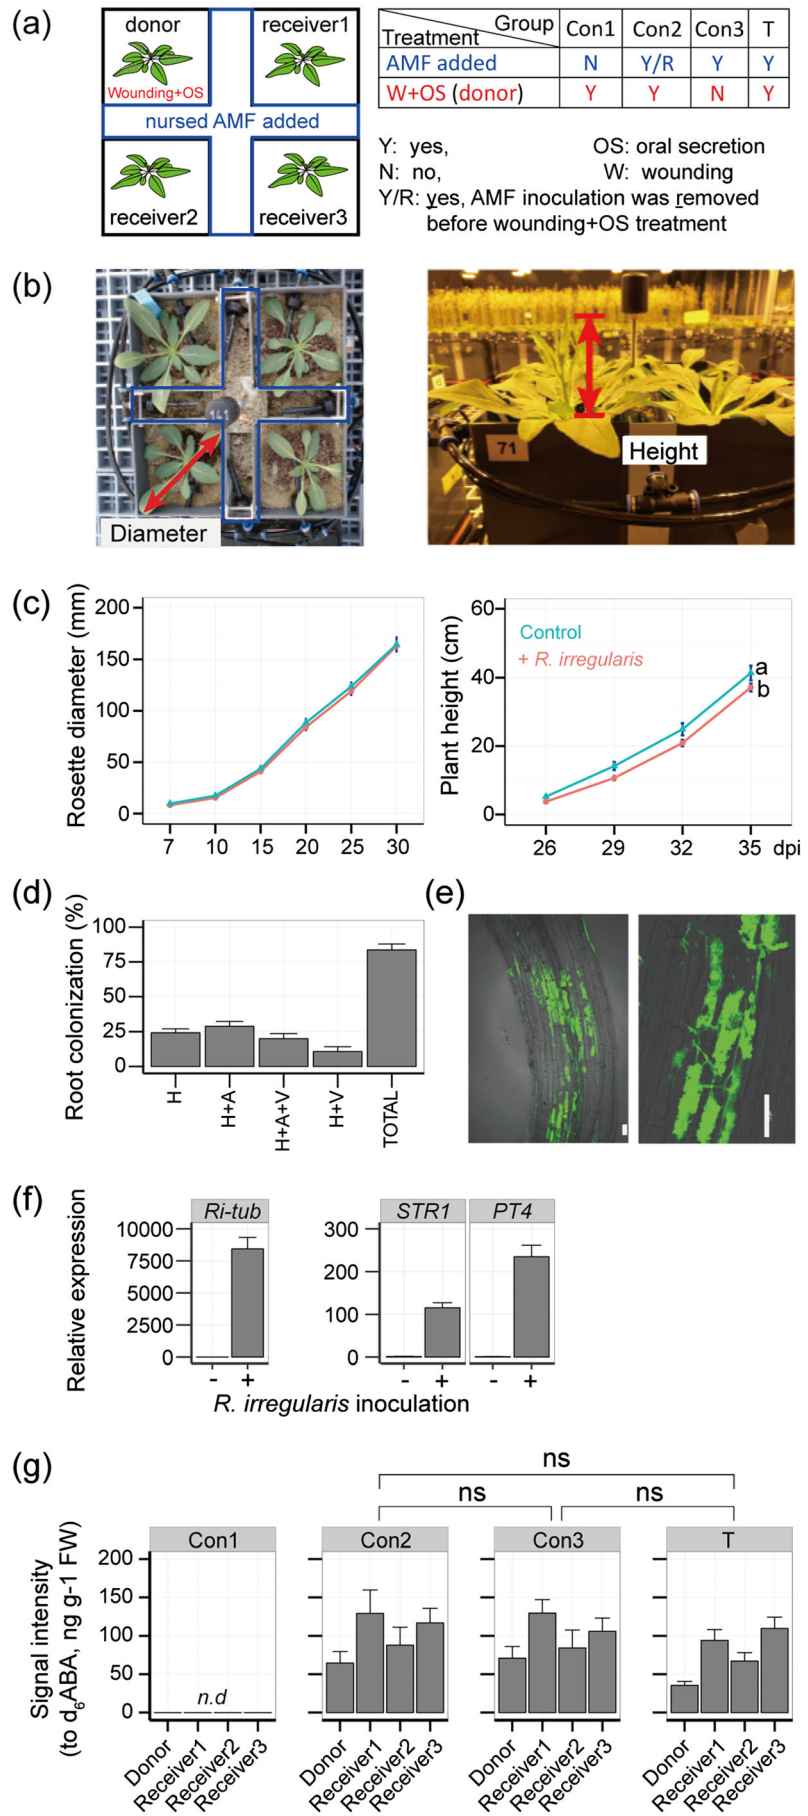 (a)
donor
receiver1
Wounding+OS
nursed AMF added
receiver2
receiver3
Treatment Group Con1 Con2 Con3 T
AMF added N Y/R Y Y
W+OS (donor) Y Y N Y
Y: yes, OS: oral secretion
N: no, W: wounding
Y/R: yes, AMF inoculation was removed
before wounding+OS treatment
(b)
141
Diameter
71
Height
(c)
Rosette diameter (mm)
200
150
100
50
0
7 10 15 20 25 30
Plant height (cm)
60
40
20
0
Control
+ R. irregularis
a
b
26 29 32 35 dpi
(d)
Root colonization (%)
100
75
50
25
0
H H+A H+A+V H+V TOTAL
(e)
(f)
Relative expression
Ri-tub
10000
7500
5000
2500
0
- +
STR1 PT4
300
200
100
0
- + - +
R. irregularis inoculation
(g)
ns
ns ns
Signal intensity
(to d6ABA, ng g-1 FW)
Con1 Con2 Con3 T
200
150
100
50
0
n.d
Donor Receiver1 Receiver2 Receiver3
Donor Receiver1 Receiver2 Receiver3
Donor Receiver1 Receiver2 Receiver3
Donor Receiver1 Receiver2 Receiver3